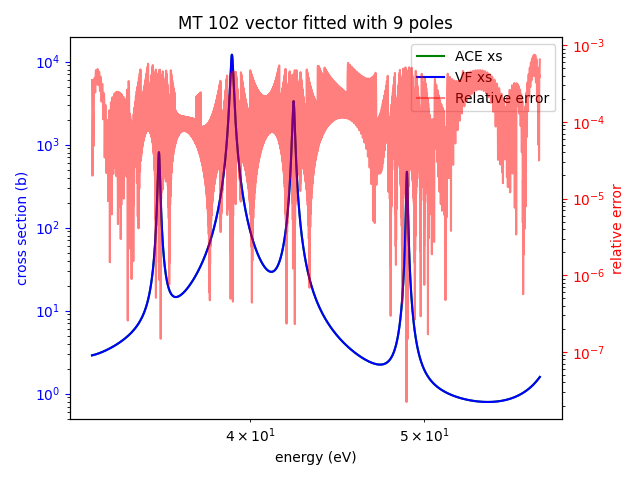 MT 102 vector fitted with 9 poles
ACE xs
VF xs
Relative error
cross section (b)
10⁴
10³
10²
10¹
10⁰
relative error
10⁻³
10⁻⁴
10⁻⁵
10⁻⁶
10⁻⁷
4 × 10¹
5 × 10¹
energy (eV)